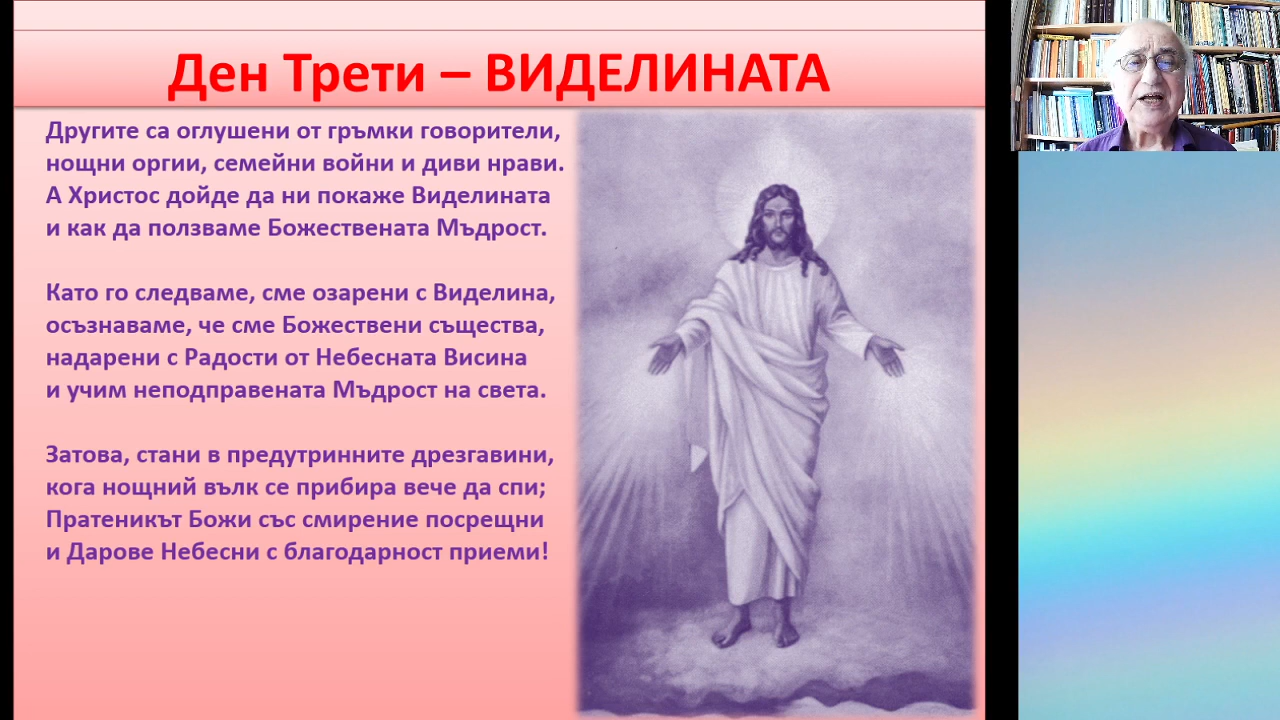 Ден Трети – ВИДЕЛИНАТА
Другите са оглушени от гръмки говорители,
нощни оргии, семейни войни и диви нрави.
А Христос дойде да ни покаже Виделината
и как да ползваме Божествената Мъдрост.
Като го следваме, сме озарени с Виделина,
осъзнаваме, че сме Божествени същества,
надарени с Радости от Небесната Висина
и учим неподправената Мъдрост на света.
Затова, стани в предутринните дрезгавини,
кога нощний вълк се прибира вече да спи;
Пратеникът Божи със смирение посрещни
и Дарове Небесни с благодарност приеми!